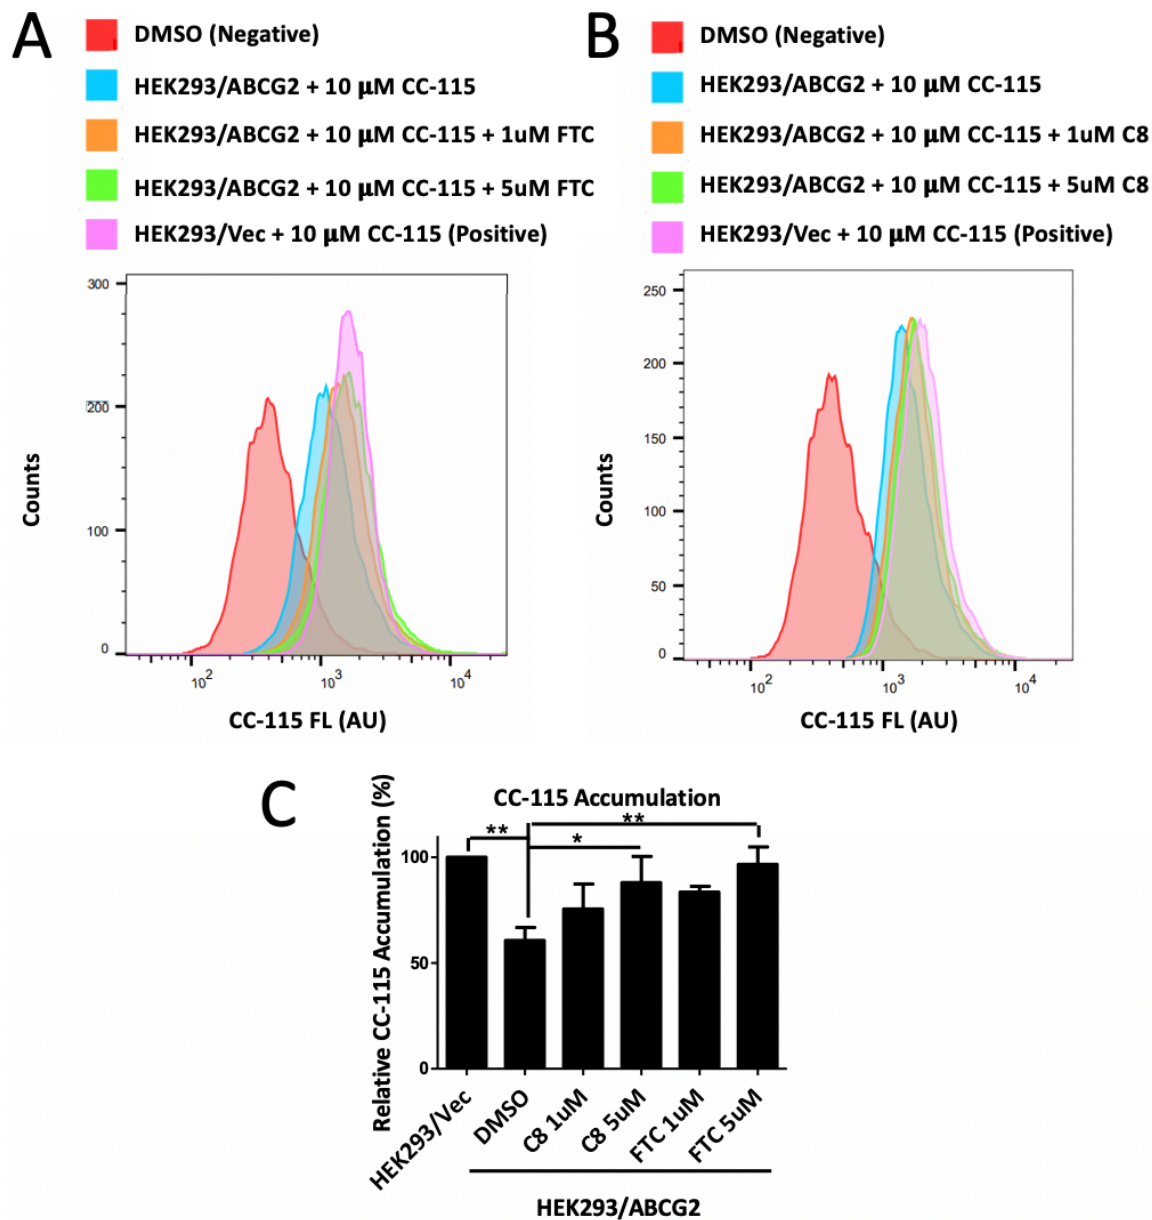 A
DMSO (Negative)
HEK293/ABCG2 + 10 µM CC-115
HEK293/ABCG2 + 10 µM CC-115 + 1uM FTC
HEK293/ABCG2 + 10 µM CC-115 + 5uM FTC
HEK293/Vec + 10 µM CC-115 (Positive)
300
200
100
0
Counts
10²
10³
10⁴
CC-115 FL (AU)
B
DMSO (Negative)
HEK293/ABCG2 + 10 µM CC-115
HEK293/ABCG2 + 10 µM CC-115 + 1uM C8
HEK293/ABCG2 + 10 µM CC-115 + 5uM C8
HEK293/Vec + 10 µM CC-115 (Positive)
250
200
150
100
50
0
Counts
10²
10³
10⁴
CC-115 FL (AU)
C
CC-115 Accumulation
**
*
**
Relative CC-115 Accumulation (%)
100
50
0
HEK293/Vec
DMSO
C8 1uM
C8 5uM
FTC 1uM
FTC 5uM
HEK293/ABCG2